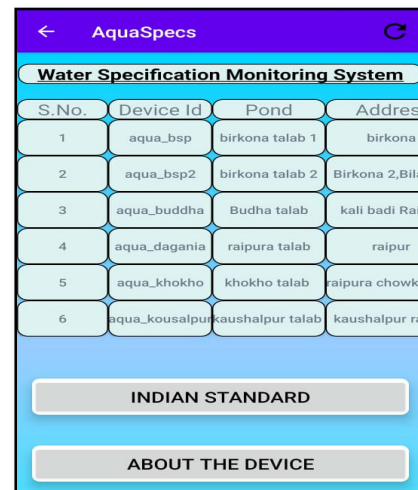 AquaSpecs
Water Specification Monitoring System
S.No. Device Id Pond Addres
1 aqua_bsp birkona talab 1 birkona
2 aqua_bsp2 birkona talab 2 Birkona 2,Bila
3 aqua_buddha Budha talab kali badi Rai
4 aqua_dagania raipura talab raipur
5 aqua_khokho khokho talab raipura chowk
6 aqua_kousalpur kaushalpur talab kaushalpur ra
INDIAN STANDARD
ABOUT THE DEVICE